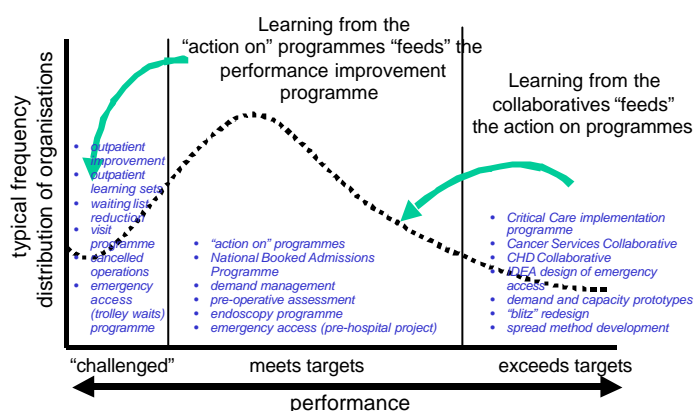 Learning from the
“action on” programmes “feeds” the
performance improvement
programme
Learning from the
collaboratives “feeds”
the action on programmes
typical frequency
distribution of organisations
• outpatient
improvement
• outpatient
learning sets
• waiting list
reduction
• visit
programme
• cancelled
operations
• emergency
access
(trolley waits)
programme
• “action on” programmes
• National Booked Admissions
Programme
• demand management
• pre-operative assessment
• endoscopy programme
• emergency access (pre-hospital project)
• Critical Care implementation
programme
• Cancer Services Collaborative
• CHD Collaborative
• IDEA design of emergency
access
• demand and capacity prototypes
• “blitz” redesign
• spread method development
“challenged”
meets targets
exceeds targets
performance